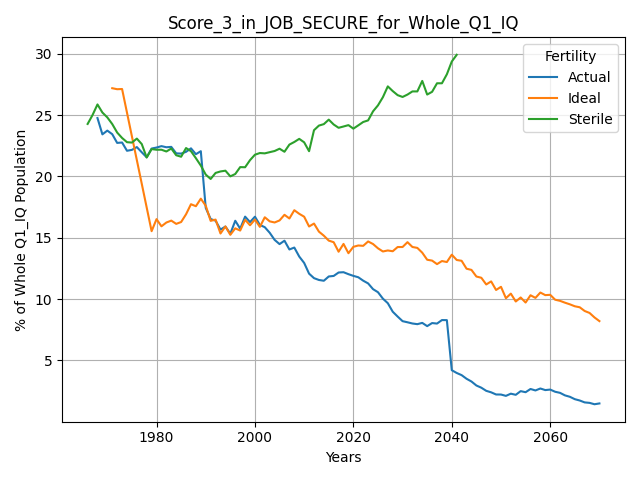 Score_3_in_JOB_SECURE_for_Whole_Q1_IQ
% of Whole Q1_IQ Population
30
25
20
15
10
5
Fertility
Actual
Ideal
Sterile
1980
2000
2020
2040
2060
Years